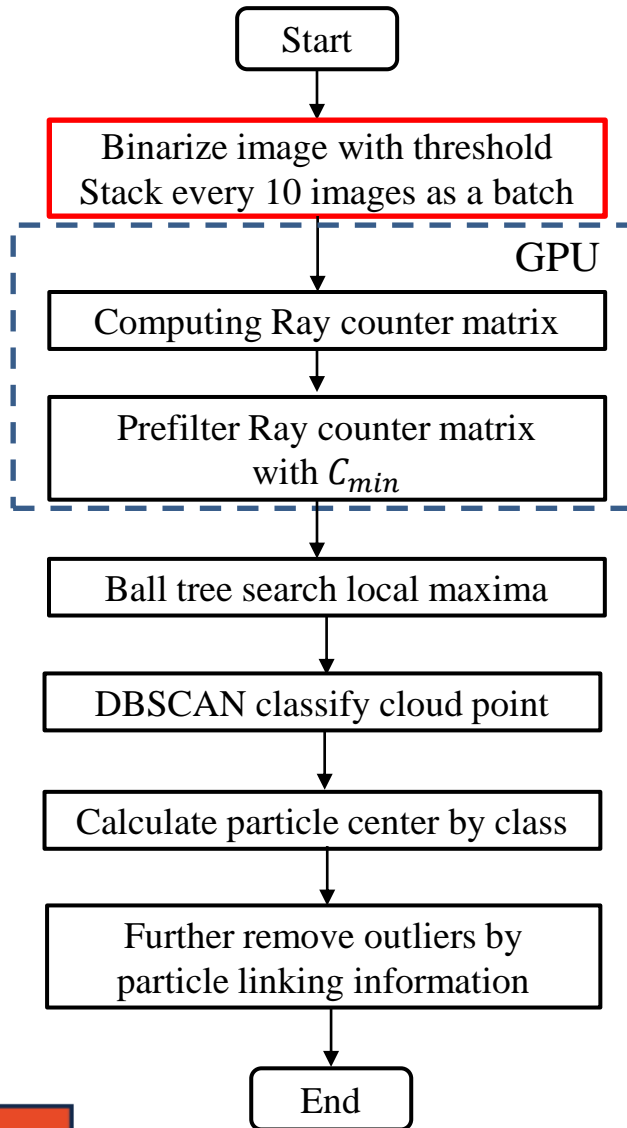 Start
Binarize image with threshold
Stack every 10 images as a batch
GPU
Computing Ray counter matrix
Prefilter Ray counter matrix
with C_{min}
Ball tree search local maxima
DBSCAN classify cloud point
Calculate particle center by class
Further remove outliers by
particle linking information
End